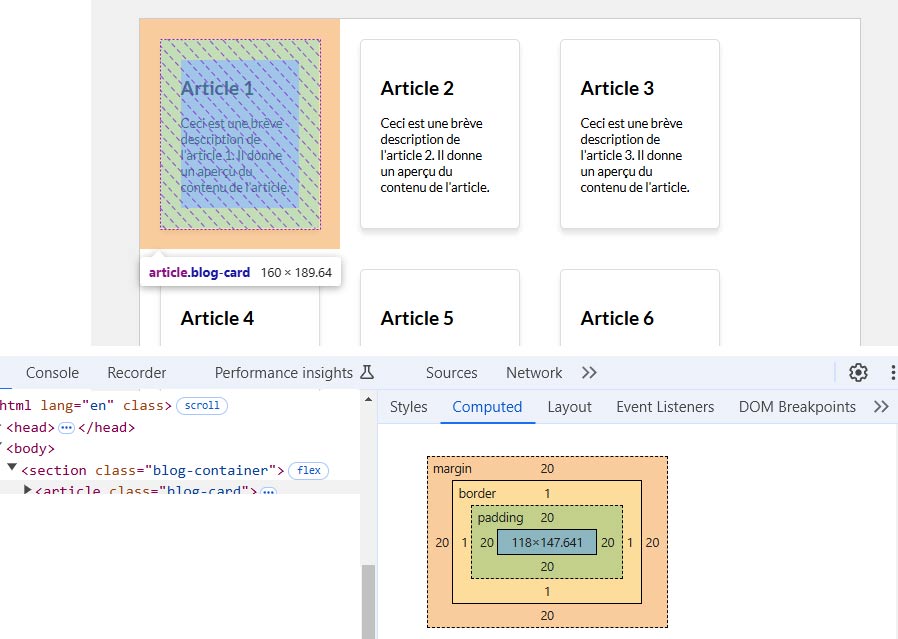 Article 1
Ceci est une brève
description de
l'article 1. Il donne
un aperçu du
contenu de l'article.
Article 2
Ceci est une brève
description de
l'article 2. Il donne
un aperçu du
contenu de l'article.
Article 3
Ceci est une brève
description de
l'article 3. Il donne
un aperçu du
contenu de l'article.
article.blog-card 160 × 189.64
Article 4
Article 5
Article 6
Console Recorder Performance insights Sources Network
html lang="en" class> scroll
<head> </head>
<body>
<section class="blog-container"> flex
<article class="blog-card">
Styles Computed Layout Event Listeners DOM Breakpoints
margin 20
border 1
padding 20
20 1 20 118×147.641 20 1 20
20
1
20